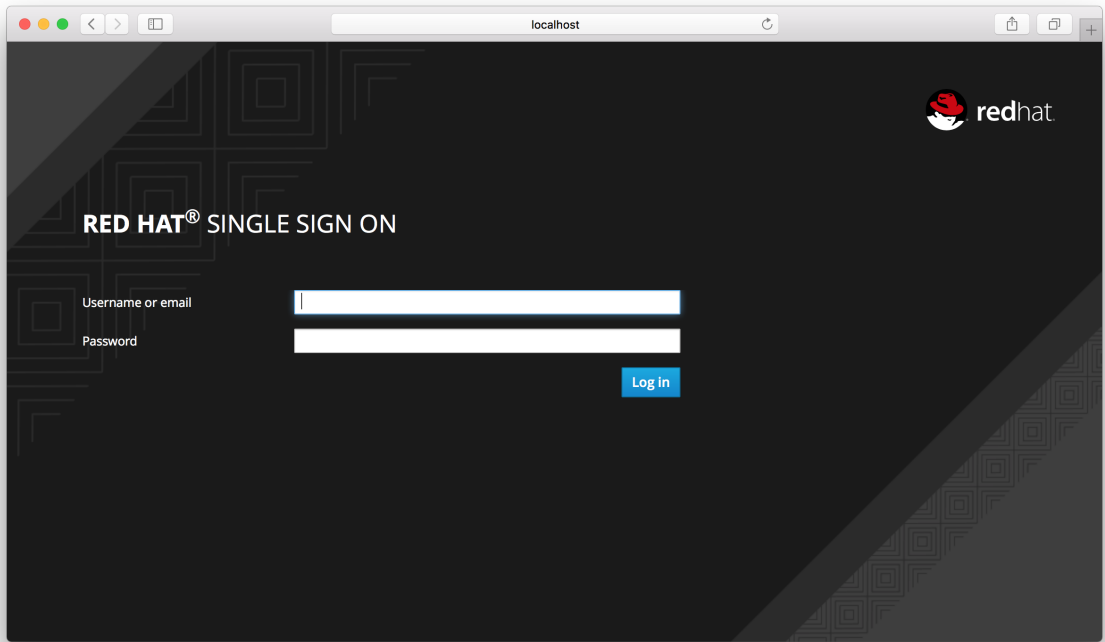 localhost
redhat.
RED HAT® SINGLE SIGN ON
Username or email
Password
Log in